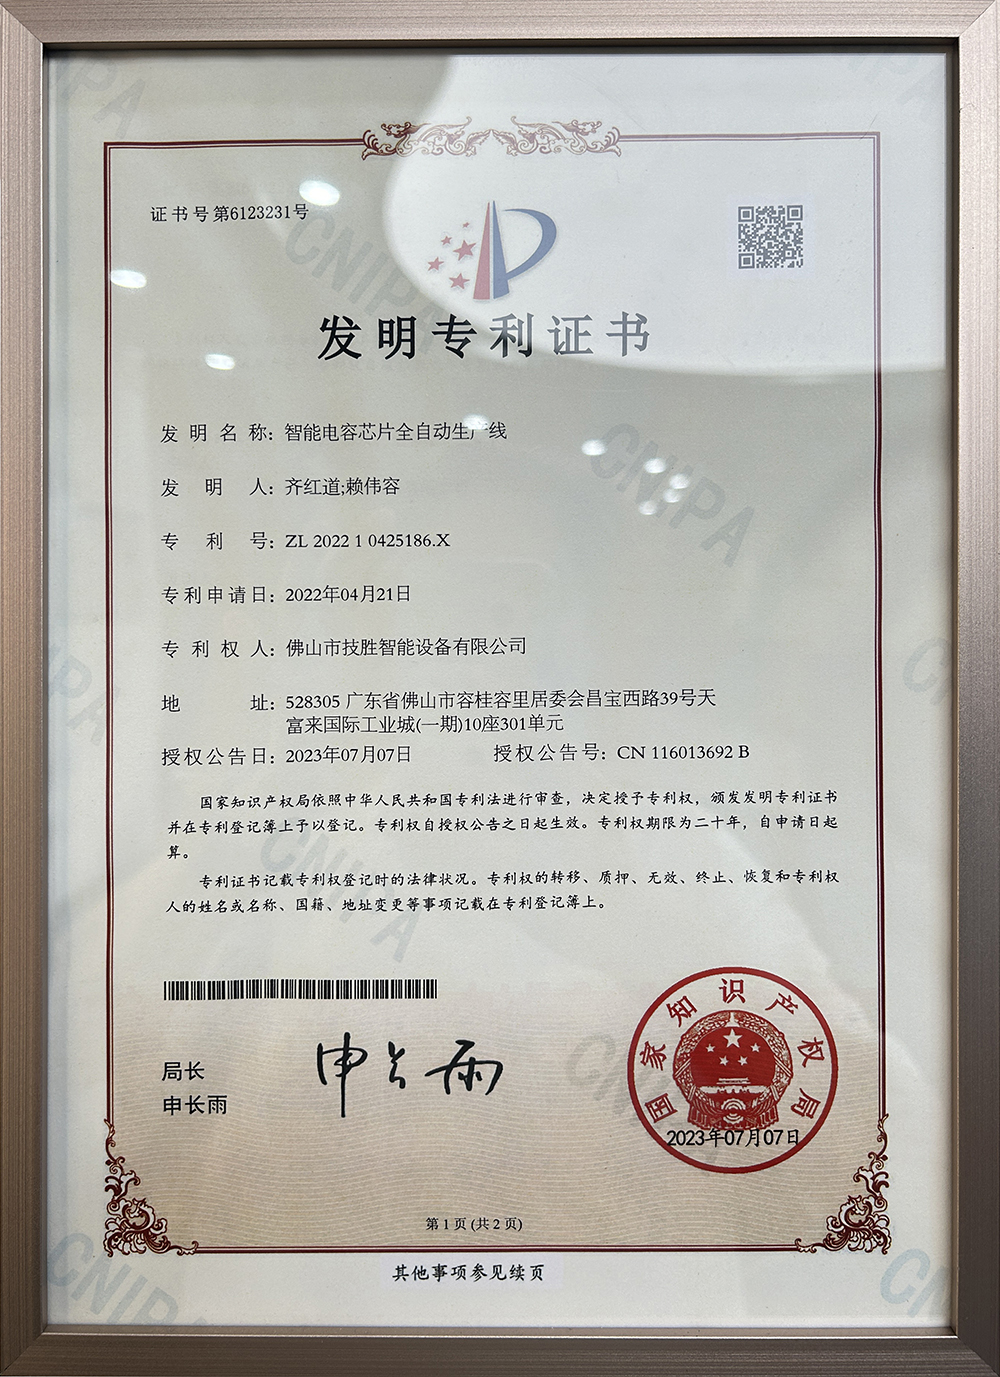 证书号第6123231号
发明专利证书
发明名称：智能电容芯片全自动生产线
发明人：齐红道;赖伟容
专利号：ZL 2022 1 0425186.X
专利申请日：2022年04月21日
专利权人：佛山市技胜智能设备有限公司
地址：528305 广东省佛山市容桂容里居委会昌宝西路39号天
富来国际工业城(一期)10座301单元
授权公告日：2023年07月07日 授权公告号：CN 116013692 B
国家知识产权局依照中华人民共和国专利法进行审查，决定授予专利权，颁发发明专利证书
并在专利登记簿上予以登记。专利权自授权公告之日起生效。专利权期限为二十年，自申请日起
算。
专利证书记载专利权登记时的法律状况。专利权的转移、质押、无效、终止、恢复和专利权
人的姓名或名称、国籍、地址变更等事项记载在专利登记簿上。
局长
申长雨
申长雨
国家知识产权局
2023年07月07日
第1页(共2页)
其他事项参见续页
CNIPA
CNIPA
CNIPA
CNIPA
CNIPA